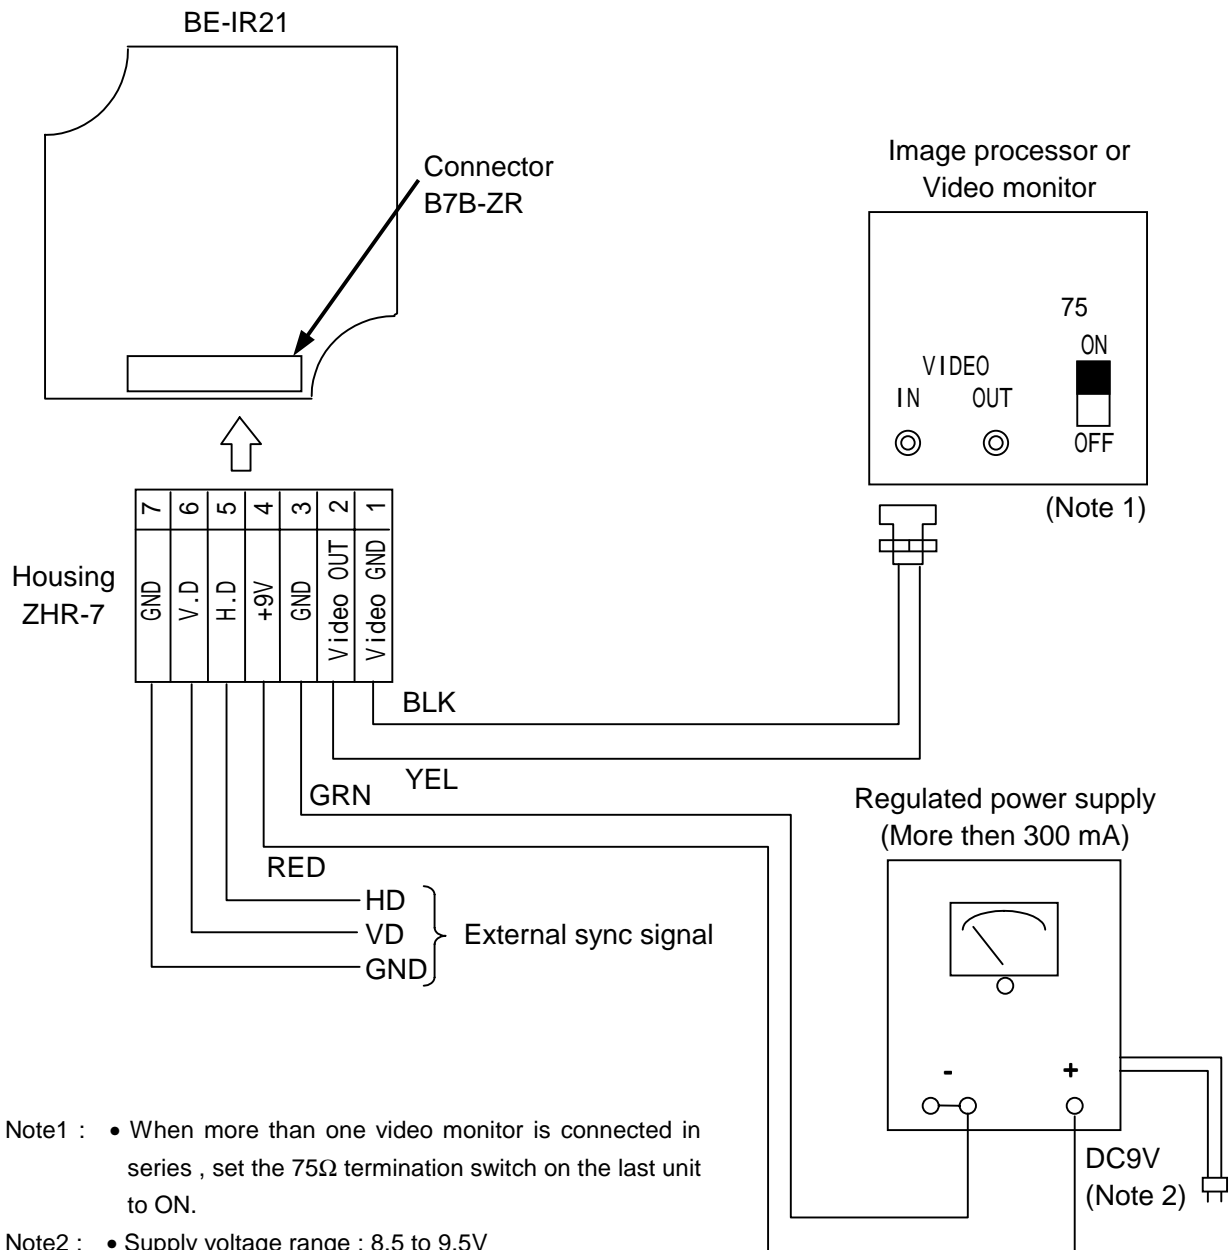 BE-IR21
Connector
B7B-ZR
Image processor or
Video monitor
75
ON
VIDEO
IN OUT
OFF
(Note 1)
7 6 5 4 3 2 1
GND V.D H.D +9V GND Video OUT Video GND
Housing
ZHR-7
BLK
YEL
GRN
RED
HD
VD
GND
External sync signal
Regulated power supply
(More then 300 mA)
- +
DC9V
(Note 2)
Note1 : • When more than one video monitor is connected in
series , set the 75Ω termination switch on the last unit
to ON.
Note2 : • Supply voltage range : 8.5 to 9.5V